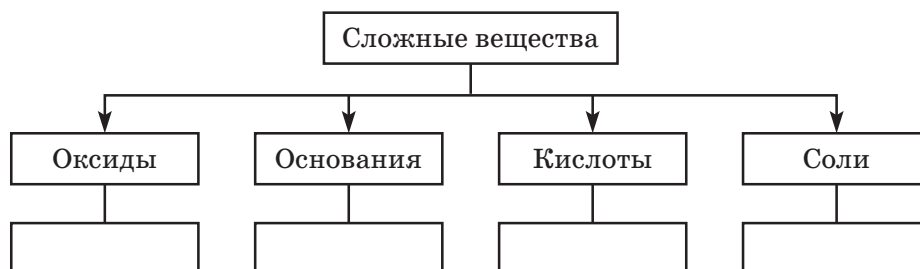 Сложные вещества
Оксиды
Основания
Кислоты
Соли